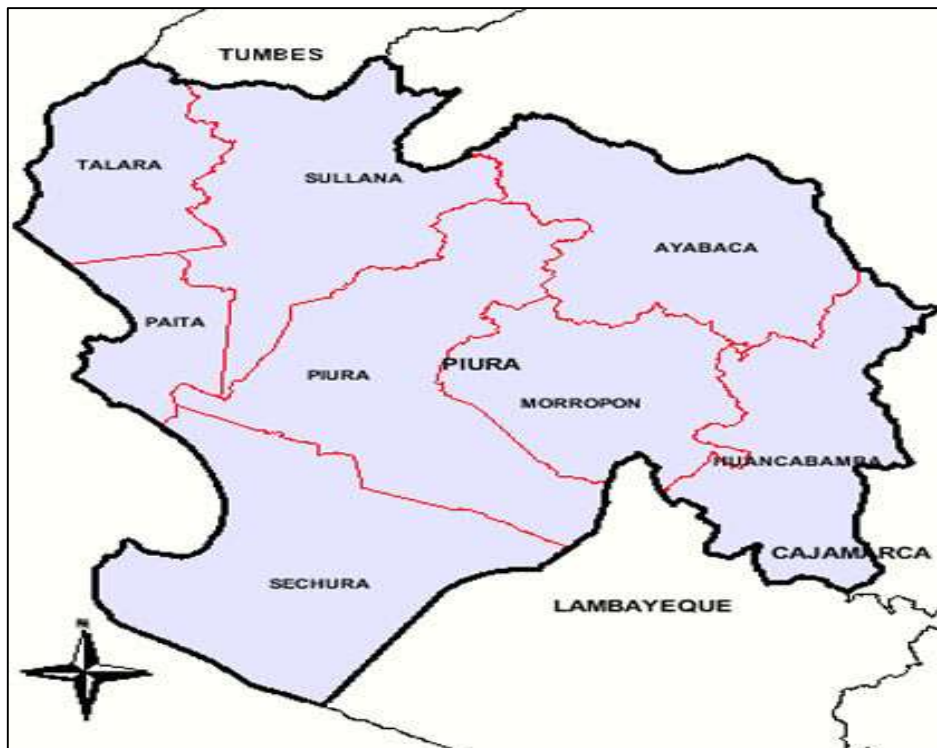 TUMBES
TALARA
SULLANA
AYABACA
PAITA
PIURA
PIURA
MORROPON
HUANCABAMBA
CAJAMARCA
SECHURA
LAMBAYEQUE
N